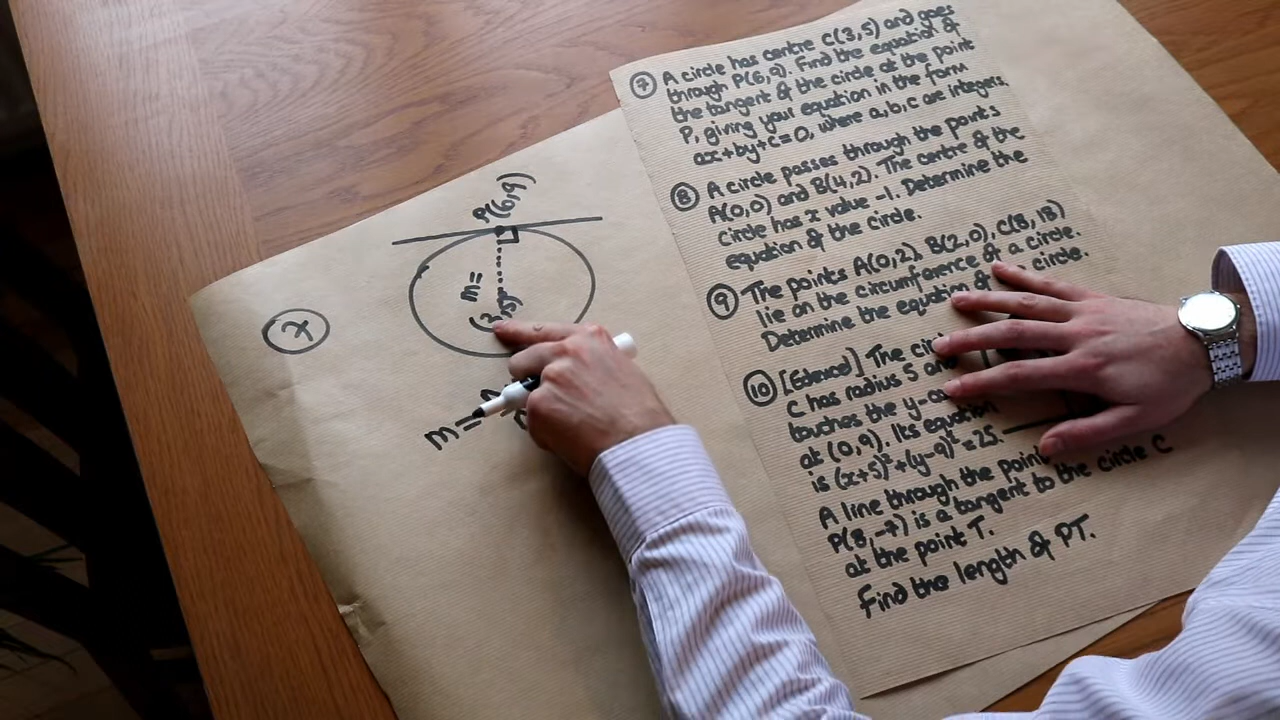 7
P(6,9)
m=
m=
7 A circle has centre C(3,5) and goes
through P(6,9). Find the equation of
the tangent of the circle at the point
P, giving your equation in the form
ax+by+c=0, where a,b,c are integers.
8 A circle passes through the points
A(0,0) and B(4,2). The centre of the
circle has x value -1. Determine the
equation of the circle.
9 The points A(0,2), B(2,0), C(8,18)
lie on the circumference of a circle.
Determine the equation of circle.
10 [Edexcel] The
C has radius 5
touches the
at (0,9). Its equation
is (x+5)²+(y-9)²=25.
A line through the point
P(8,-7) is a tangent to the circle C
at the point T.
Find the length of PT.